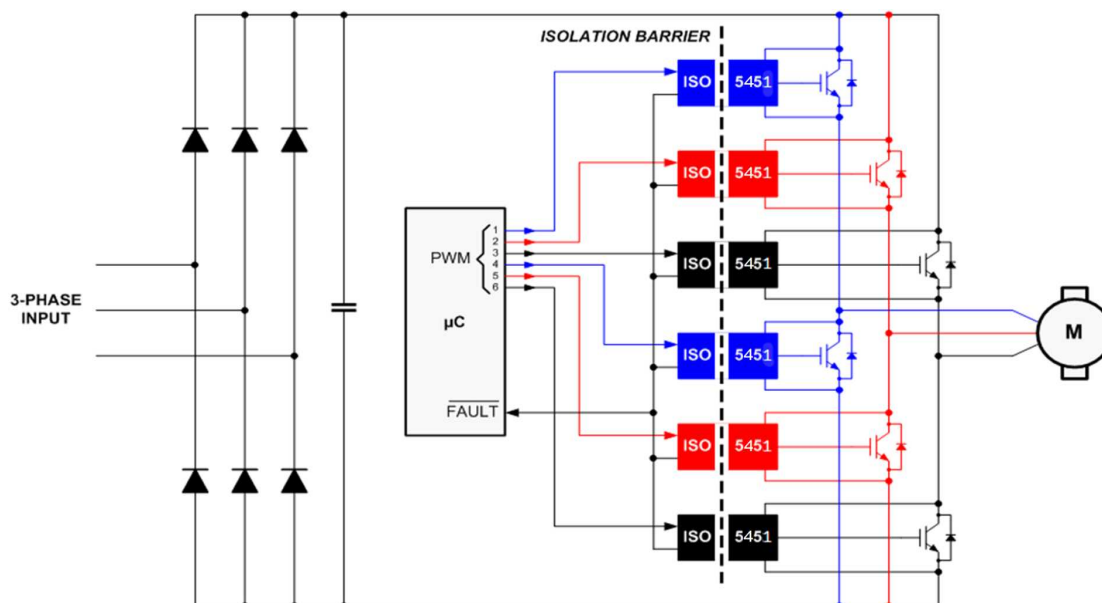 ISOLATION BARRIER
ISO 5451
ISO 5451
1
2
PWM 3
4
5
6
ISO 5451
3-PHASE
INPUT
µC
M
ISO 5451
FAULT
ISO 5451
ISO 5451